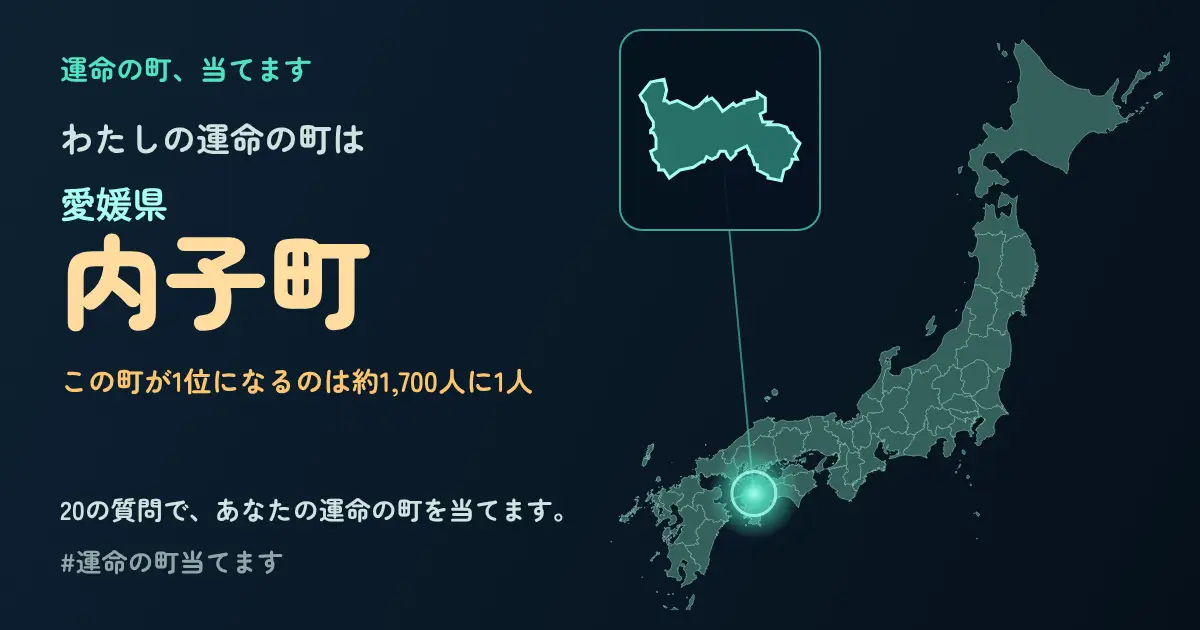 運命の町、当てます
わたしの運命の町は
愛媛県
内子町
この町が1位になるのは約1,700人に1人
20の質問で、あなたの運命の町を当てます。
#運命の町当てます